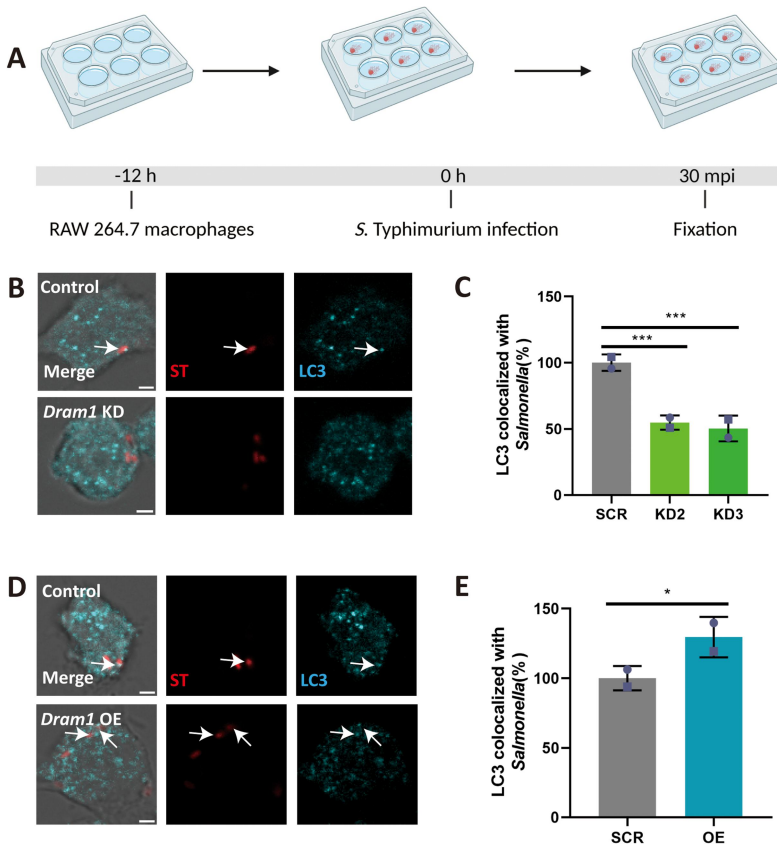 A
-12 h
0 h
30 mpi
RAW 264.7 macrophages
S. Typhimurium infection
Fixation
B
Control
Merge
ST
LC3
Dram1 KD
C
LC3 colocalized with
Salmonella(%)
150
100
50
0
***
***
SCR
KD2
KD3
D
Control
Merge
ST
LC3
Dram1 OE
E
LC3 colocalized with
Salmonella(%)
150
100
50
0
*
SCR
OE